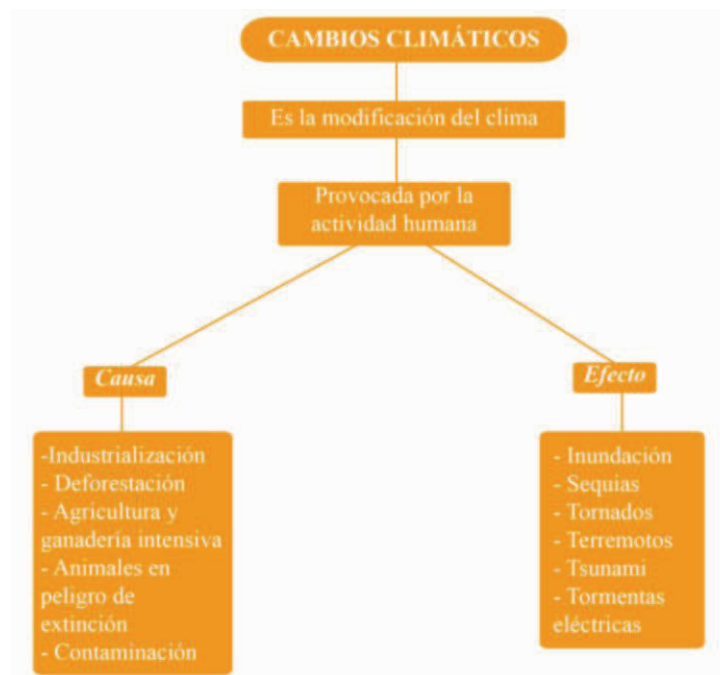 CAMBIOS CLIMÁTICOS
Es la modificación del clima
Provocada por la
actividad humana
Causa
Efecto
-Industrialización
- Deforestación
- Agricultura y
ganadería intensiva
- Animales en
peligro de
extinción
- Contaminación
- Inundación
- Sequias
- Tornados
- Terremotos
- Tsunami
- Tormentas
eléctricas